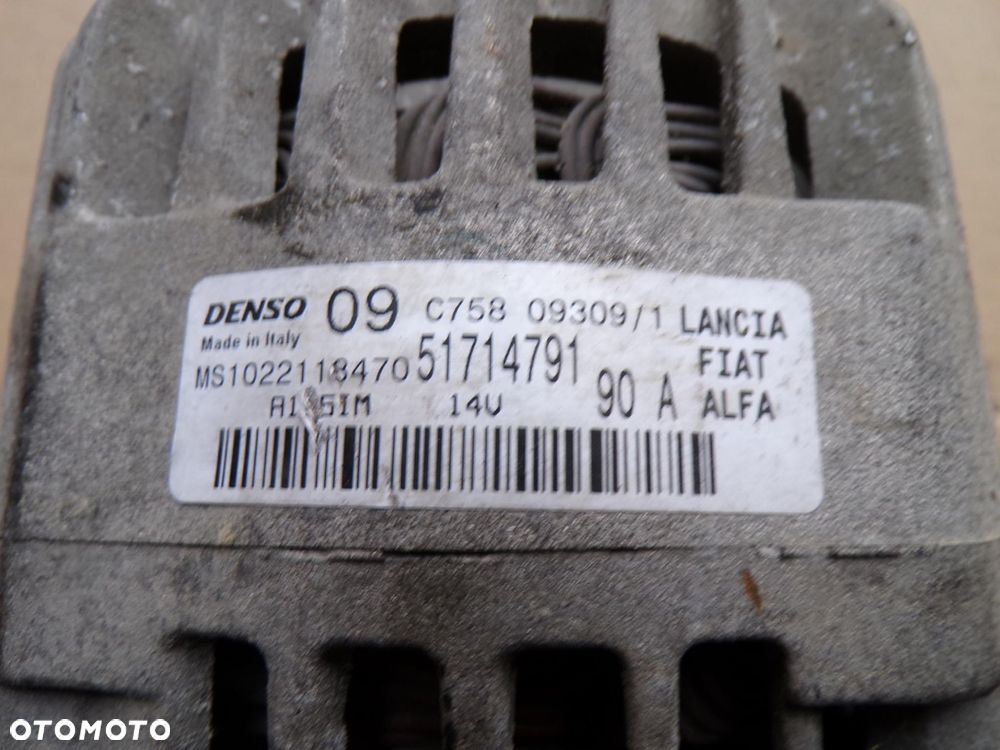 DENSO 09 C758 09309/1 LANCIA
Made in Italy FIAT
MS1022118470 51714791 90 A ALFA
14V
OTOMOTO